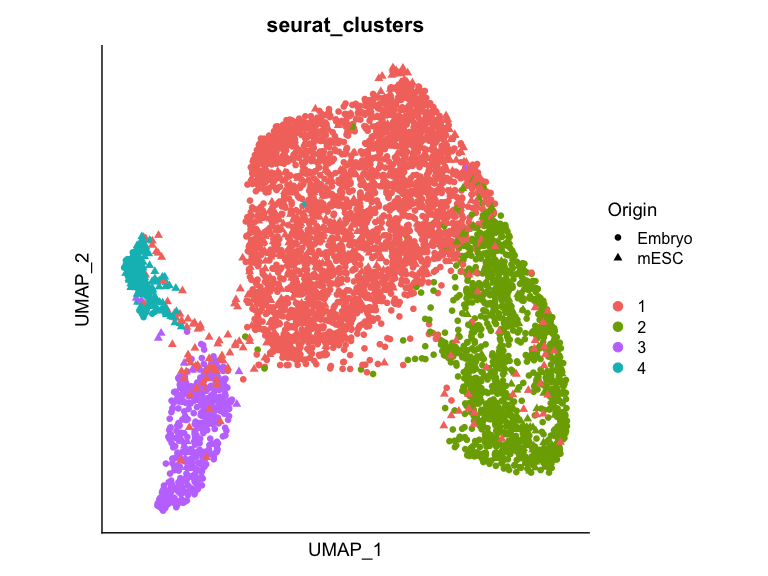 seurat_clusters
UMAP_2
UMAP_1
Origin
Embryo
mESC
1
2
3
4